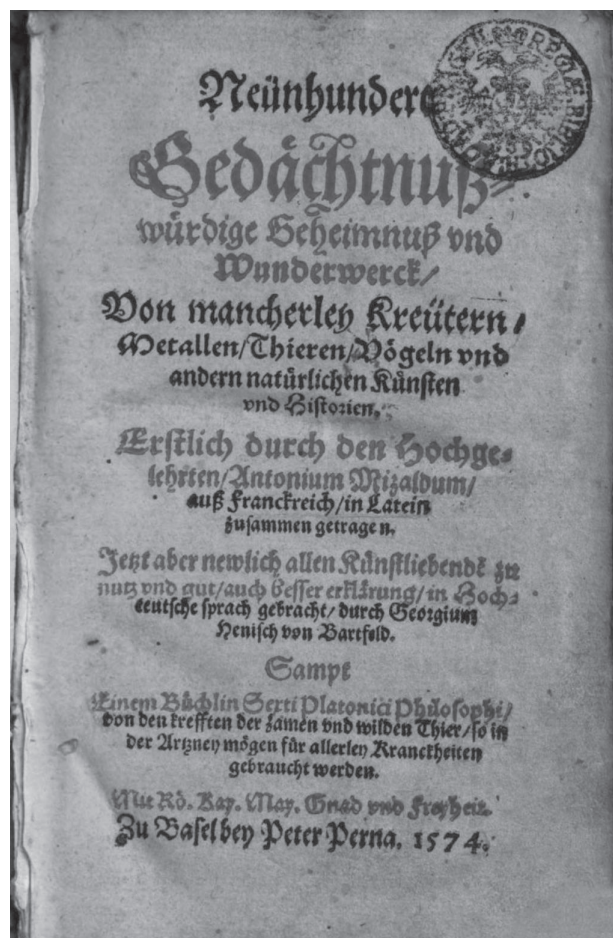 Neünhundert
Gedächtnuß-
würdige Geheimnuß vnd
Wunderwerck/
Von mancherley Kreütern/
Metallen/Thieren/Vögeln vnd
andern natürlichen Künsten
vnd Historien.
Erstlich durch den Hochge-
lehrten/Antonium Mizaldum/
auß Franckreich/in Latein
zusammen getragen.
Jetzt aber newlich allen Künstliebendē zu
nutz vnd gut/auch besser erklärung/in Hoch-
teutsche sprach gebracht/durch Georgium
Henisch von Bartfeld.
Sampt
Einem Büchlin Sexti Platonici Philosophi/
von den krefften der zamen vnd wilden Thier/so in
der Artzney mögen für allerley Kranckheiten
gebraucht werden.
Mit Rö. Kay. May. Gnad vnd Freyheit.
Zu Basel bey Peter Perna. 1574.